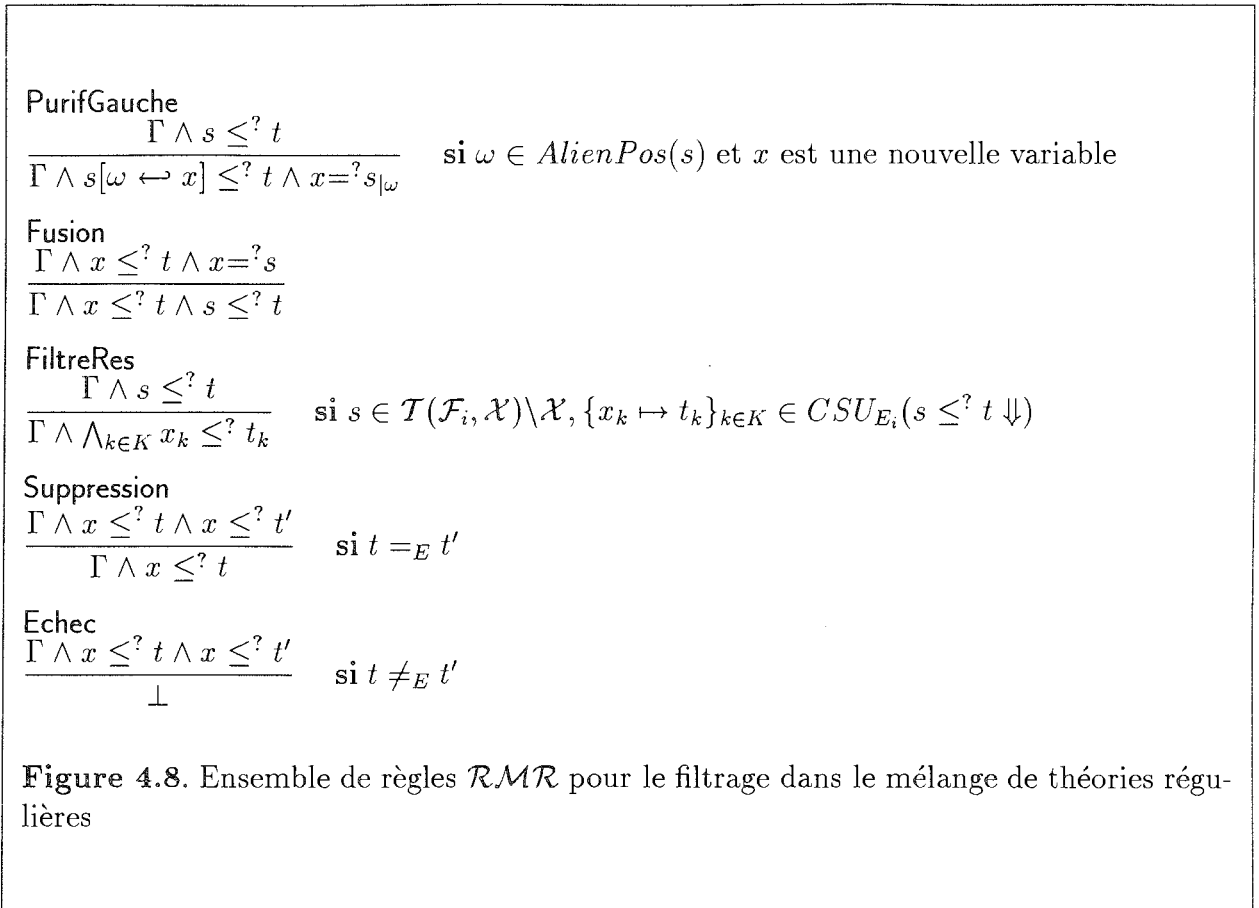 PurifGauche
Γ ∧ s ≤? t
Γ ∧ s[ω ↩ x] ≤? t ∧ x=?s|ω si ω ∈ AlienPos(s) et x est une nouvelle variable
Fusion
Γ ∧ x ≤? t ∧ x=?s
Γ ∧ x ≤? t ∧ s ≤? t
FiltreRes
Γ ∧ s ≤? t
Γ ∧ ⋀k∈K xk ≤? tk si s ∈ 𝒯(ℱi, 𝒳)\𝒳, {xk ↦ tk}k∈K ∈ CSUEi(s ≤? t ⇓)
Suppression
Γ ∧ x ≤? t ∧ x ≤? t′
Γ ∧ x ≤? t si t =E t′
Echec
Γ ∧ x ≤? t ∧ x ≤? t′
⊥ si t ≠E t′
Figure 4.8. Ensemble de règles ℛℳℛ pour le filtrage dans le mélange de théories régu-
lières